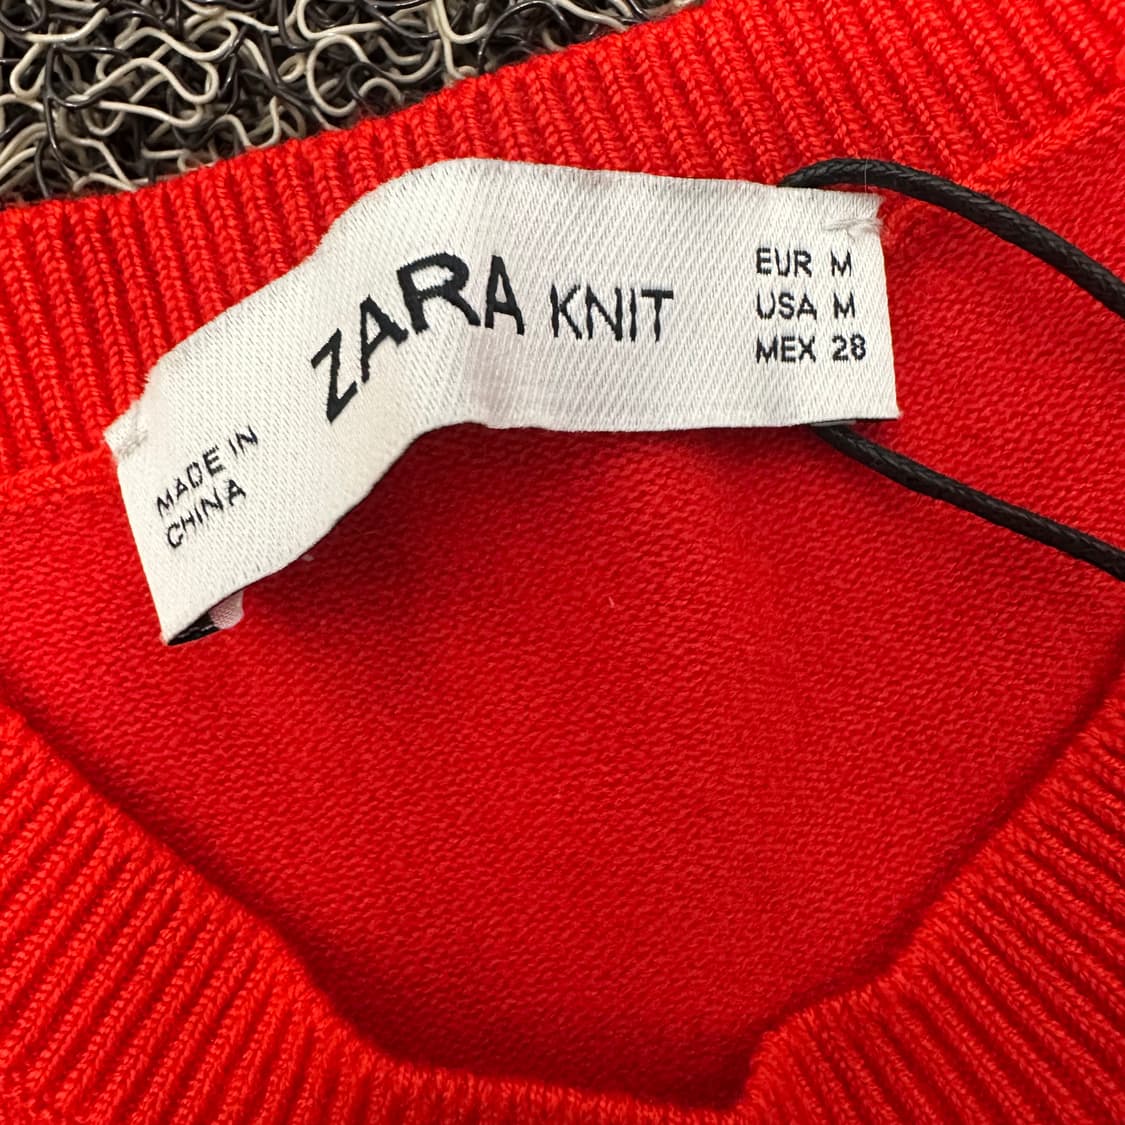 ZARA KNIT
EUR M
USA M
MEX 28
MADE IN
CHINA